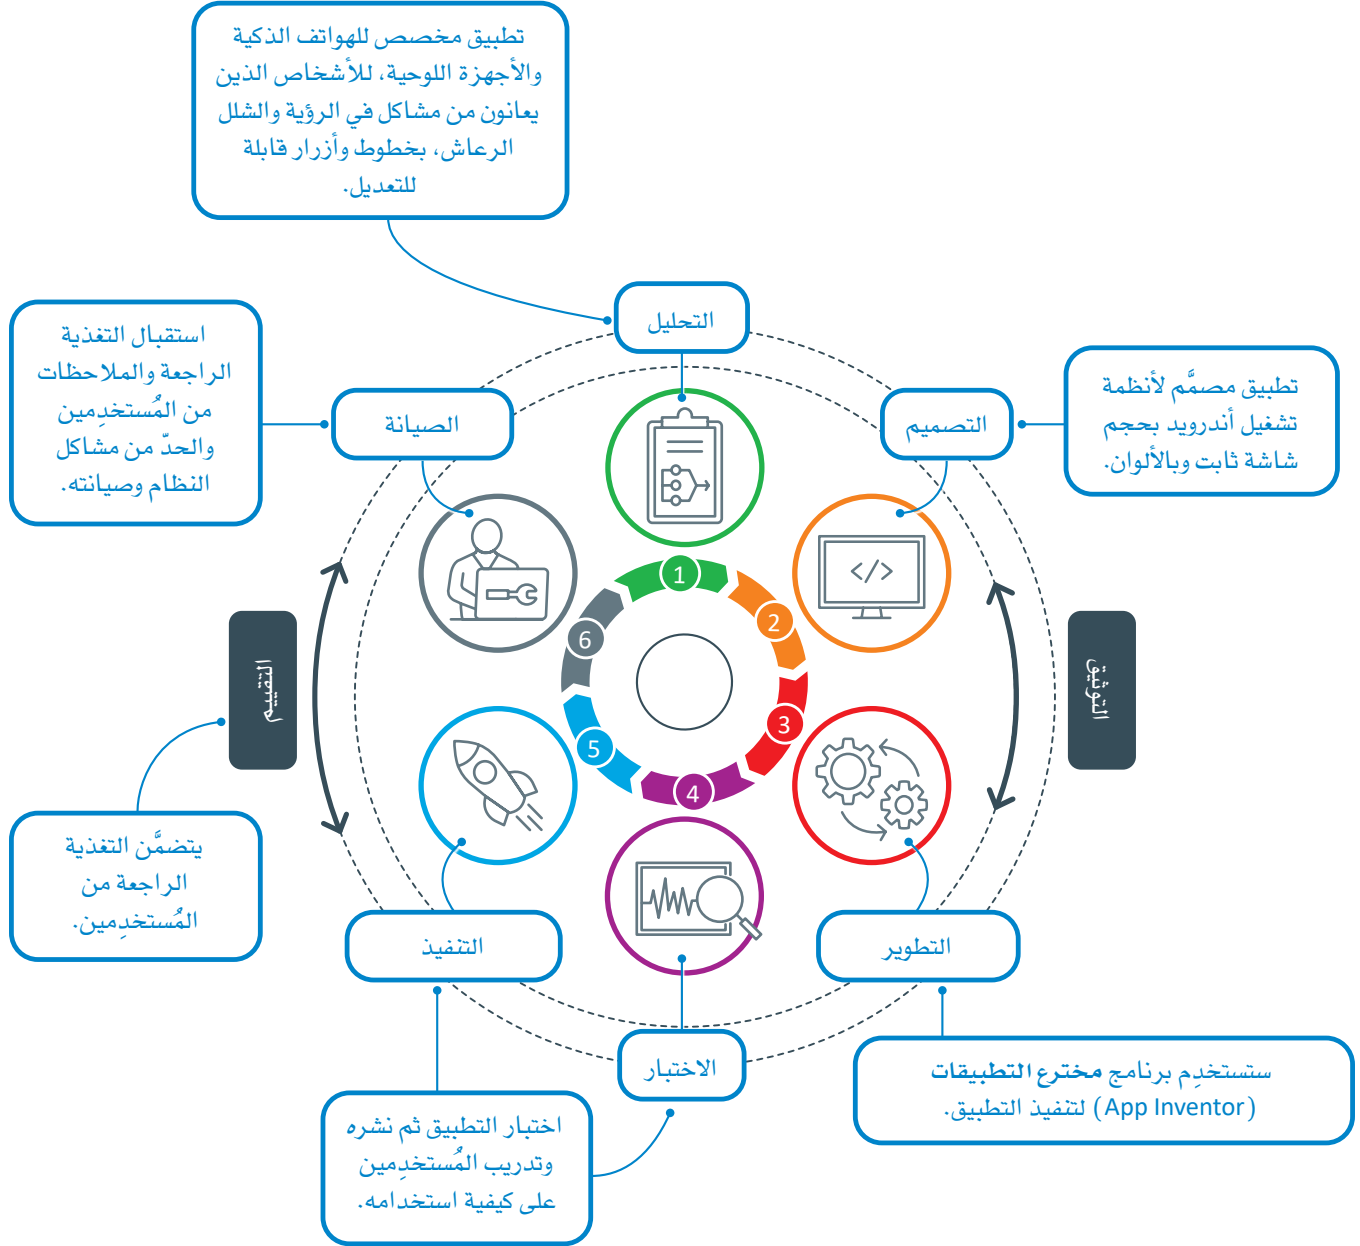 تطبيق مخصص للهواتف الذكية
والأجهزة اللوحية، للأشخاص الذين
يعانون من مشاكل في الرؤية والشلل
الرعاش، بخطوط وأزرار قابلة
للتعديل.
التحليل
تطبيق مصمَّم لأنظمة
تشغيل أندرويد بحجم
شاشة ثابت وبالألوان.
التصميم
الصيانة
استقبال التغذية
الراجعة والملاحظات
من المُستخدِمين
والحدّ من مشاكل
النظام وصيانته.
</>
1
2
3
4
5
6
التوثيق
التقييم
يتضمَّن التغذية
الراجعة من
المُستخدِمين.
التطوير
التنفيذ
الاختبار
ستستخدِم برنامج مخترع التطبيقات
(App Inventor) لتنفيذ التطبيق.
اختبار التطبيق ثم نشره
وتدريب المُستخدِمين
على كيفية استخدامه.